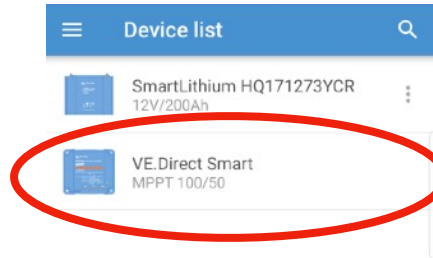 Device list
SmartLithium HQ171273YCR
12V/200Ah
VE.Direct Smart
MPPT 100/50